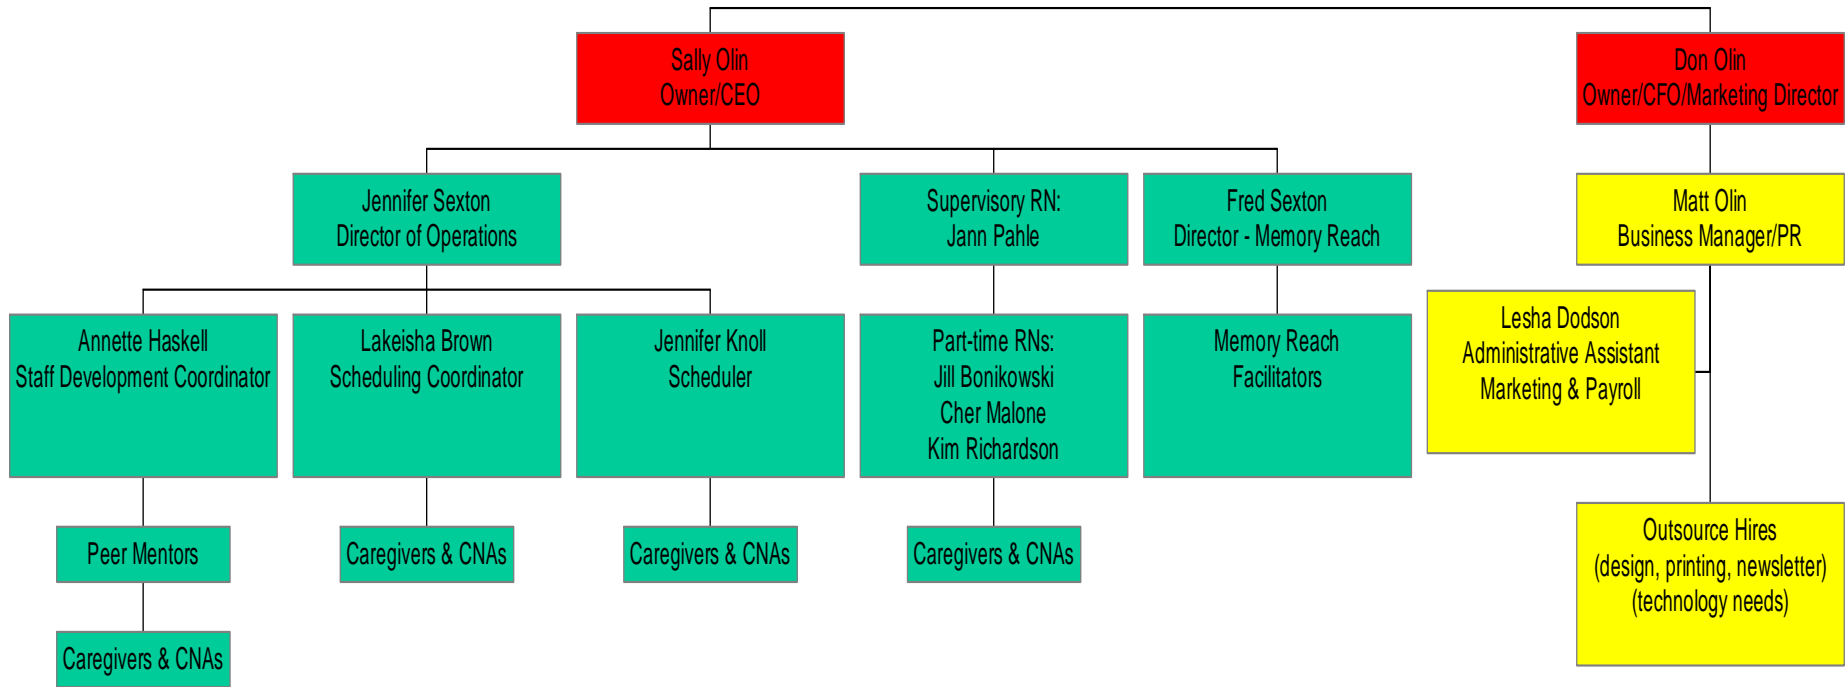 Sally Olin
Owner/CEO
Don Olin
Owner/CFO/Marketing Director
Jennifer Sexton
Director of Operations
Supervisory RN:
Jann Pahle
Fred Sexton
Director - Memory Reach
Matt Olin
Business Manager/PR
Annette Haskell
Staff Development Coordinator
Lakeisha Brown
Scheduling Coordinator
Jennifer Knoll
Scheduler
Part-time RNs:
Jill Bonikowski
Cher Malone
Kim Richardson
Memory Reach
Facilitators
Lesha Dodson
Administrative Assistant
Marketing & Payroll
Peer Mentors
Caregivers & CNAs
Caregivers & CNAs
Caregivers & CNAs
Outsource Hires
(design, printing, newsletter)
(technology needs)
Caregivers & CNAs